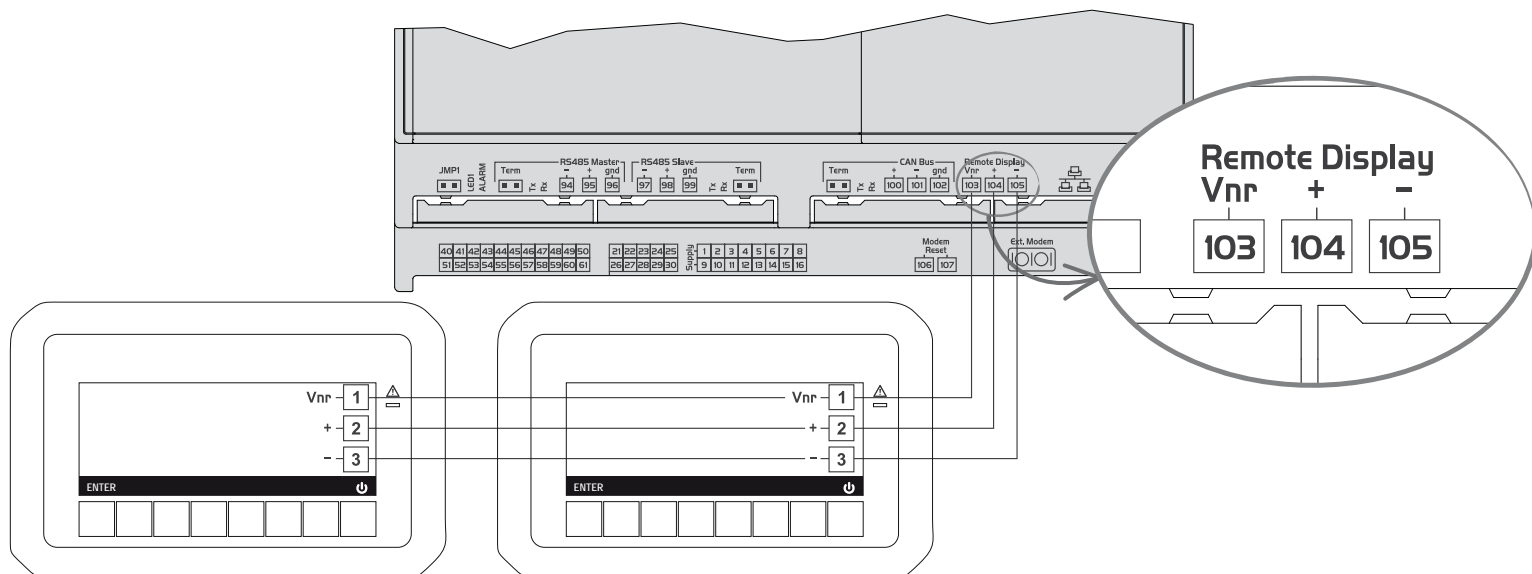 RS485 Master RS485 Slave CAN Bus Remote Display
JMP1 LED1 ALARM Term Tx Rx - + gnd - + gnd Tx Rx Term Term Tx Rx - + gnd Vnr + -
94 95 96 97 98 99 100 101 102 103 104 105
Remote Display
Vnr + -
103 104 105
40 41 42 43 44 45 46 47 48 49 50 21 22 23 24 25 Supply 1 2 3 4 5 6 7 8
51 52 53 54 55 56 57 58 59 60 61 26 27 28 29 30 9 10 11 12 13 14 15 16
Modem Reset
106 107
Ext. Modem
Vnr 1
+ 2
- 3
ENTER
Vnr 1
+ 2
- 3
ENTER